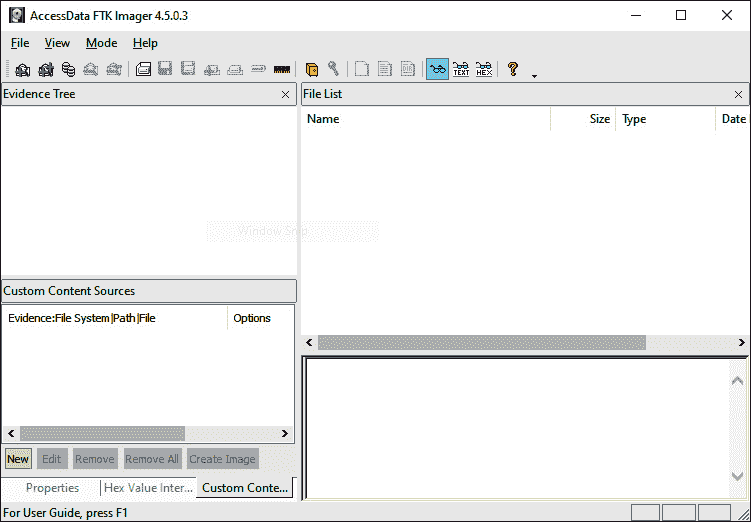 AccessData FTK Imager 4.5.0.3
File View Mode Help
TEXT HEX
Evidence Tree
File List
Name Size Type Date
Window Snip
Custom Content Sources
Evidence:File System|Path|File Options
New Edit Remove Remove All Create Image
Properties Hex Value Inter... Custom Conte...
For User Guide, press F1